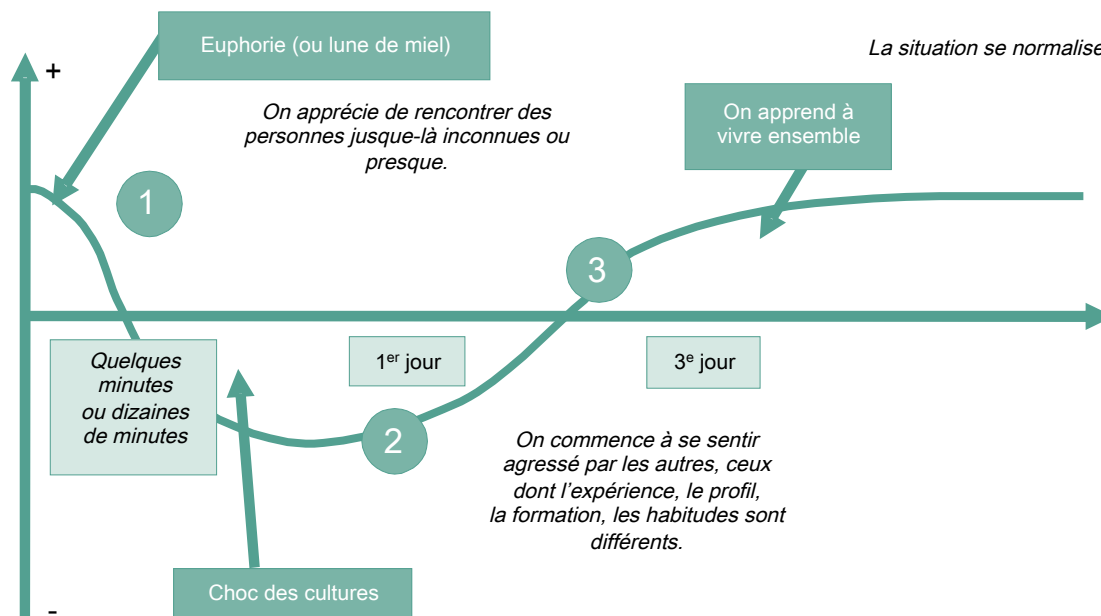 Euphorie (ou lune de miel)
La situation se normalise
+
On apprécie de rencontrer des
personnes jusque-là inconnues ou
presque.
On apprend à
vivre ensemble
1
3
Quelques
minutes
ou dizaines
de minutes
1er jour
3e jour
2
On commence à se sentir
agressé par les autres, ceux
dont l'expérience, le profil,
la formation, les habitudes sont
différents.
Choc des cultures
-